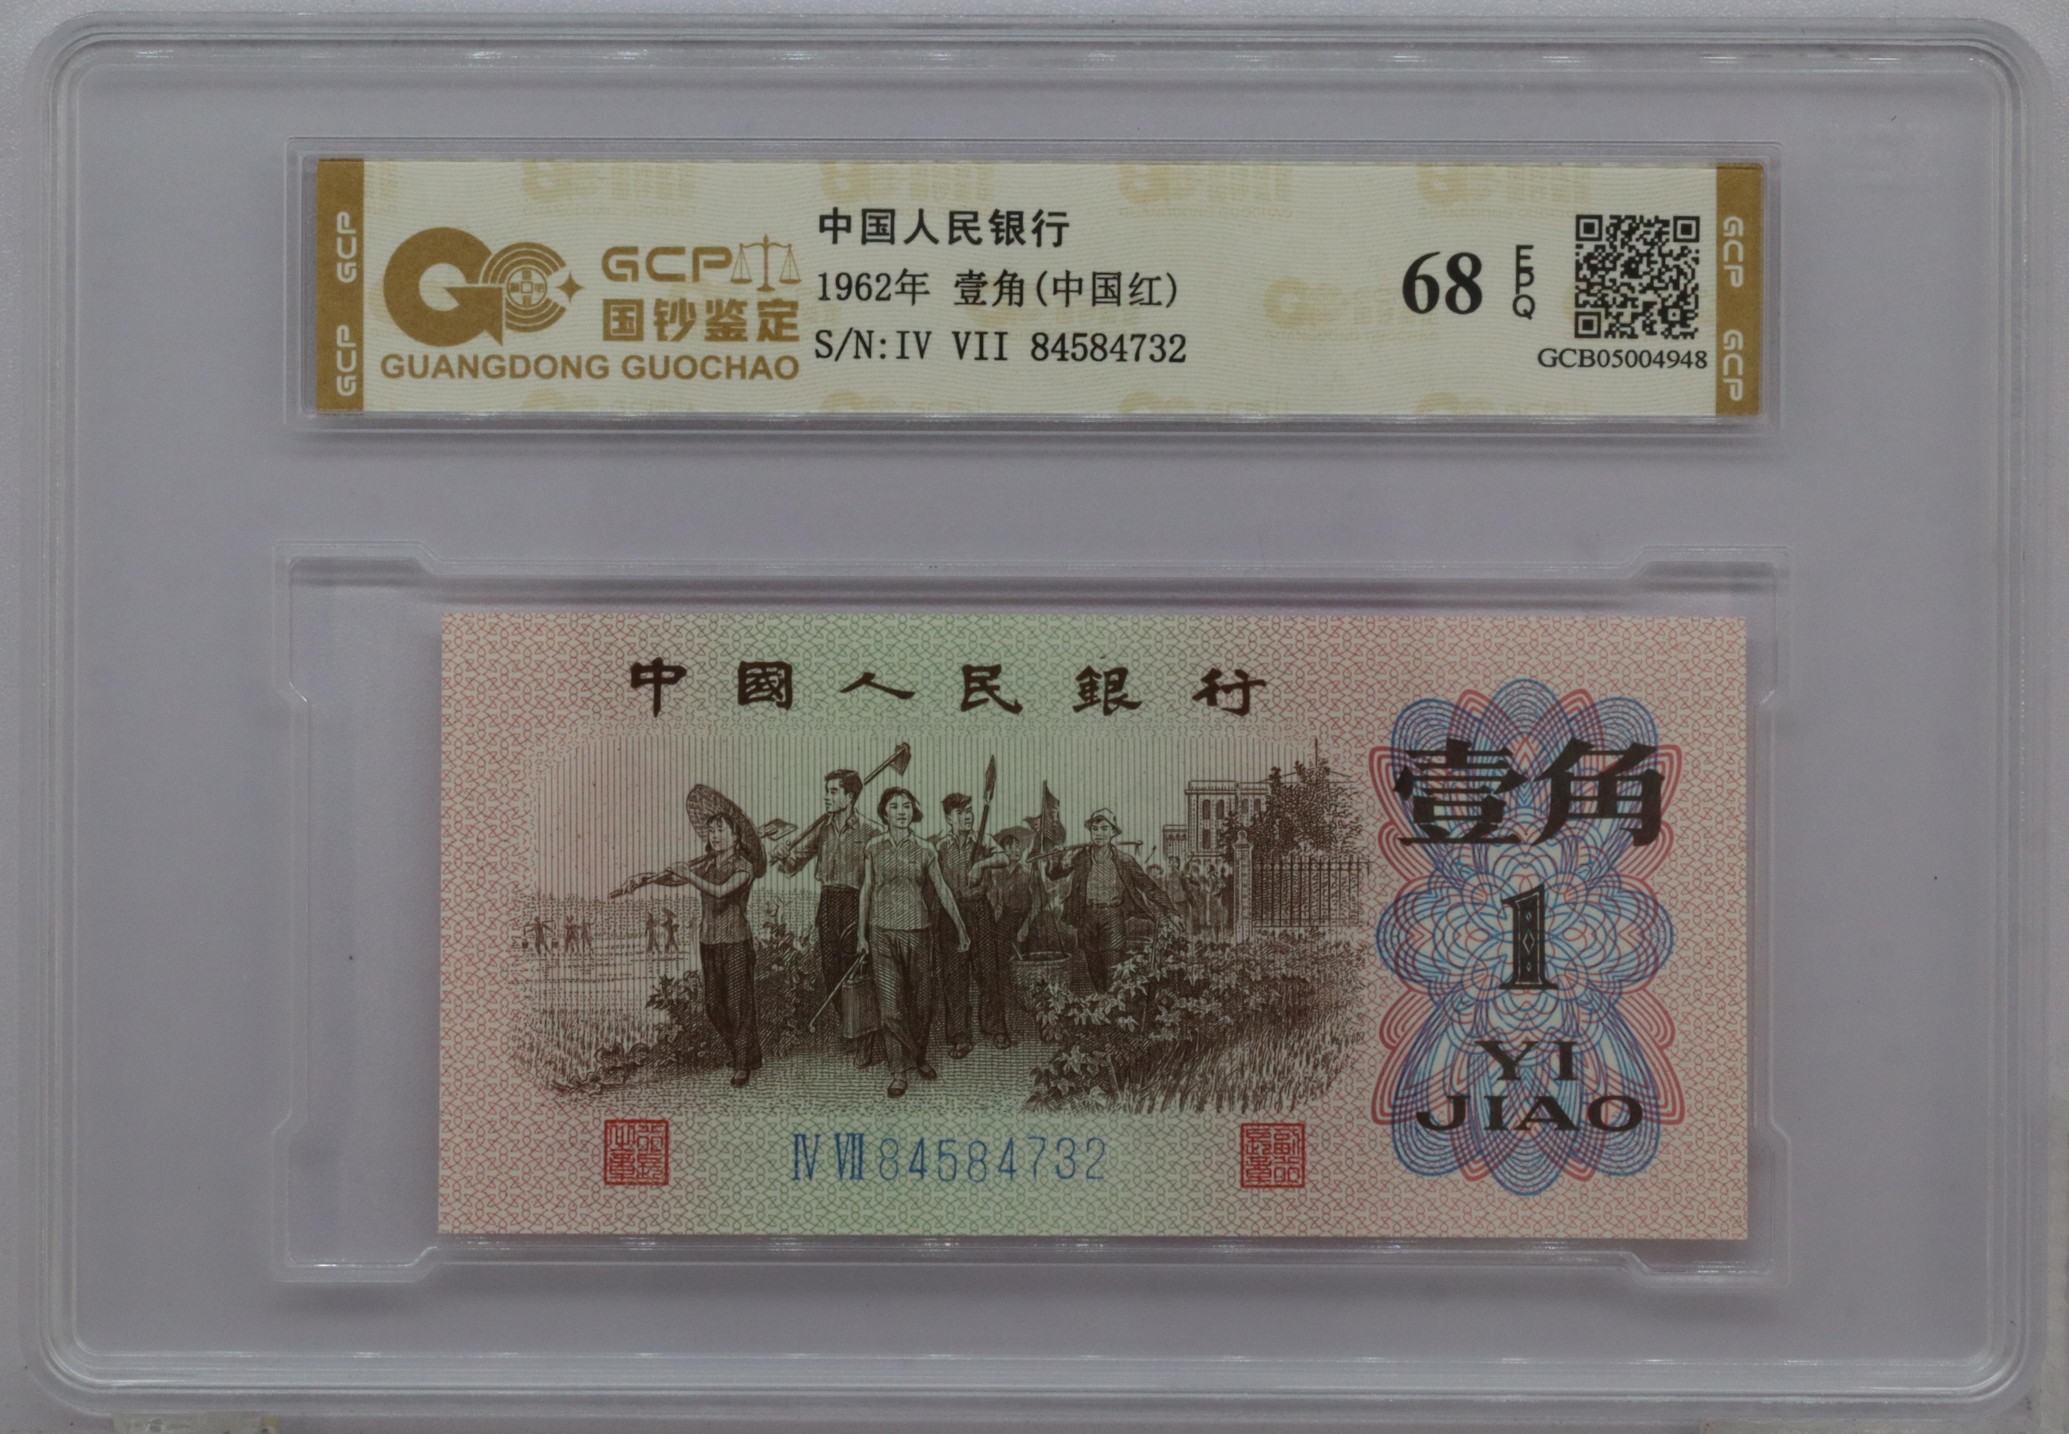 GCP
GCP
GCP
国钞鉴定
GUANGDONG GUOCHAO
中国人民银行
1962年 壹角(中国红)
S/N:IV VII 84584732
68
EPQ
GCB05004948
GCP
GCP
中國人民銀行
壹角
1
YI
JIAO
IV VII 84584732